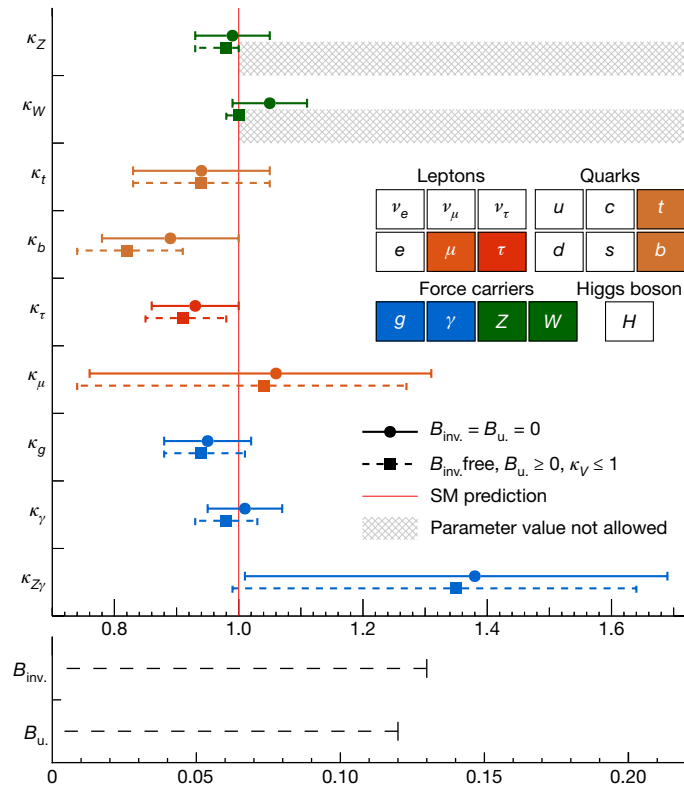 κZ
κW
κt
κb
κτ
κμ
κg
κγ
κZγ
Leptons
Quarks
νe νμ ντ
u c t
e μ τ
d s b
Force carriers
Higgs boson
g γ Z W
H
Binv. = Bu. = 0
Binv. free, Bu. ≥ 0, κV ≤ 1
SM prediction
Parameter value not allowed
0.8 1.0 1.2 1.4 1.6
Binv.
Bu.
0 0.05 0.10 0.15 0.20